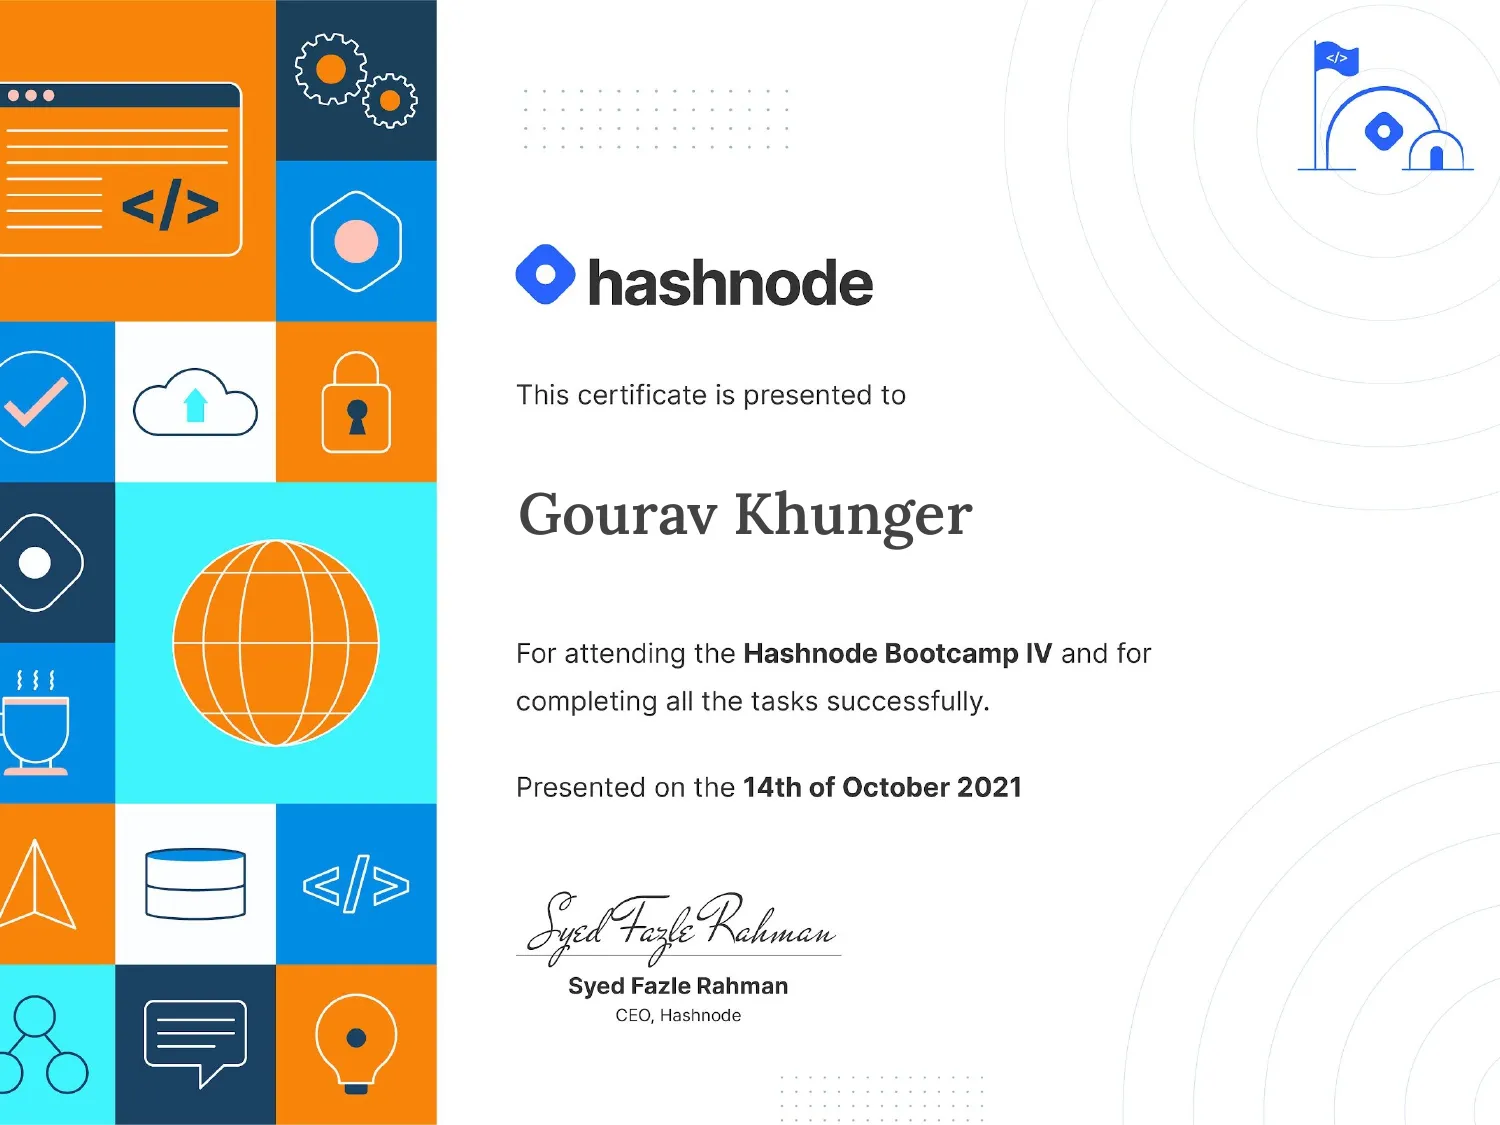 </>
</>
hashnode
This certificate is presented to
Gourav Khunger
For attending the Hashnode Bootcamp IV and for
completing all the tasks successfully.
Presented on the 14th of October 2021
</>
Syed Fazle Rahman
Syed Fazle Rahman
CEO, Hashnode